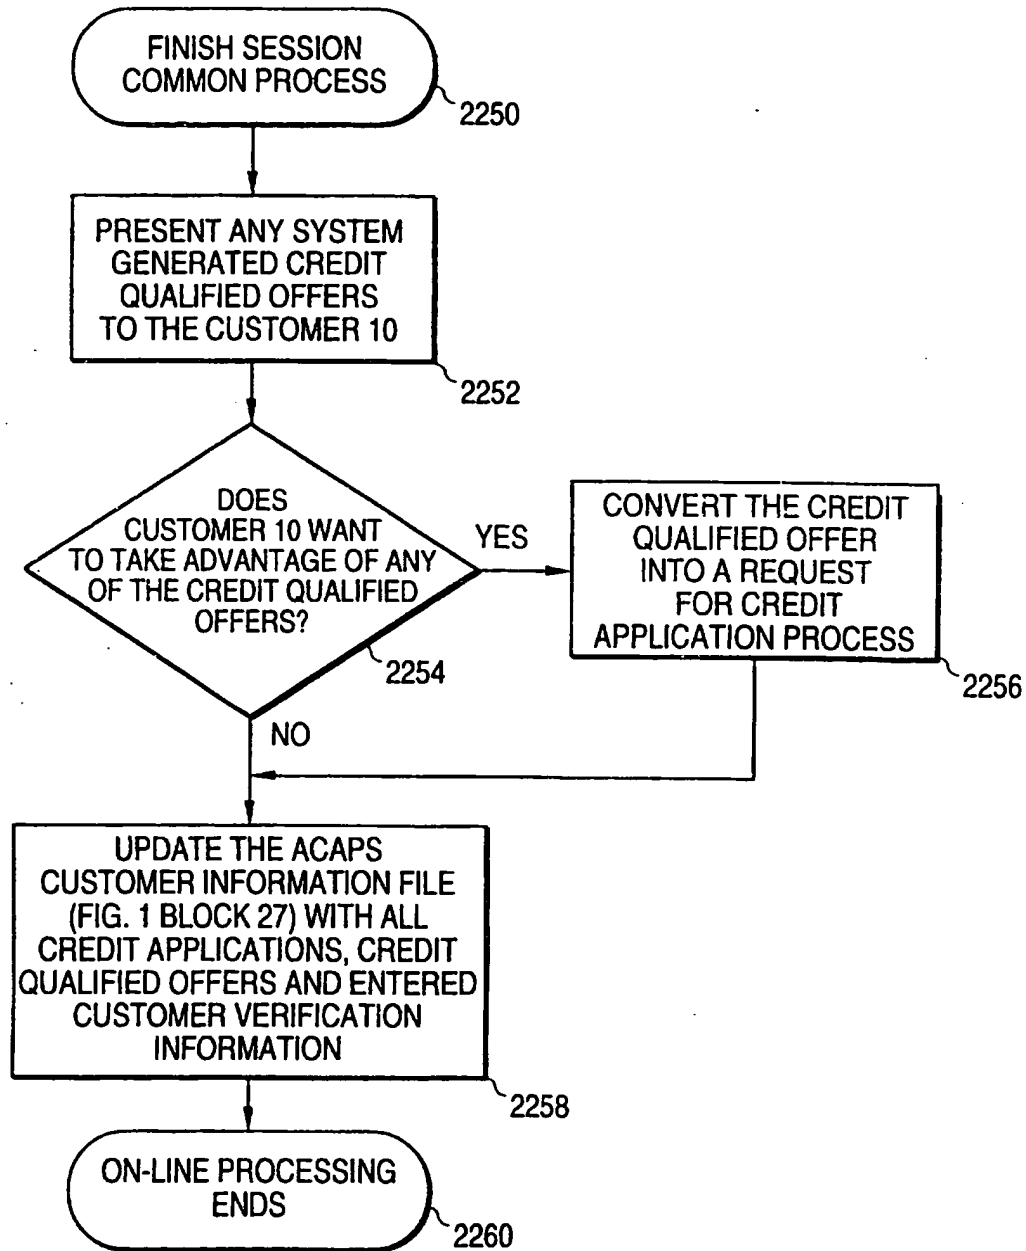 FINISH SESSION
COMMON PROCESS
2250
PRESENT ANY SYSTEM
GENERATED CREDIT
QUALIFIED OFFERS
TO THE CUSTOMER 10
2252
DOES
CUSTOMER 10 WANT
TO TAKE ADVANTAGE OF ANY
OF THE CREDIT QUALIFIED
OFFERS?
2254
YES
CONVERT THE CREDIT
QUALIFIED OFFER
INTO A REQUEST
FOR CREDIT
APPLICATION PROCESS
2256
NO
UPDATE THE ACAPS
CUSTOMER INFORMATION FILE
(FIG. 1 BLOCK 27) WITH ALL
CREDIT APPLICATIONS, CREDIT
QUALIFIED OFFERS AND ENTERED
CUSTOMER VERIFICATION
INFORMATION
2258
ON-LINE PROCESSING
ENDS
2260